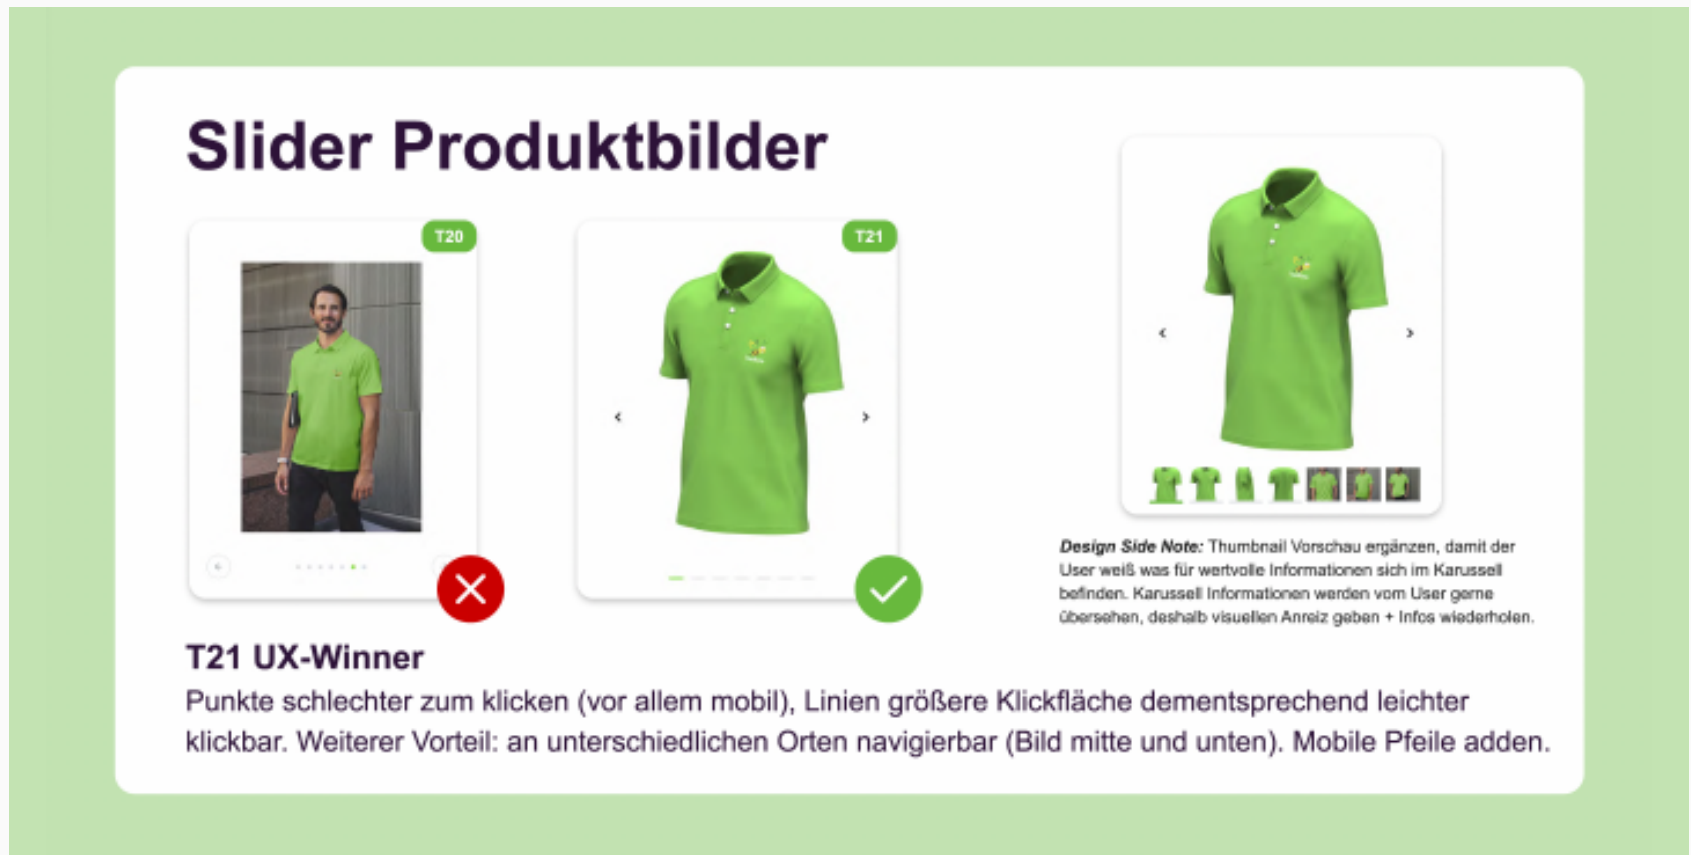 Slider Produktbilder
T20
T21
Design Side Note: Thumbnail Vorschau ergänzen, damit der
User weiß was für wertvolle Informationen sich im Karussell
befinden. Karussell Informationen werden vom User gerne
übersehen, deshalb visuellen Anreiz geben + Infos wiederholen.
T21 UX-Winner
Punkte schlechter zum klicken (vor allem mobil), Linien größere Klickfläche dementsprechend leichter
klickbar. Weiterer Vorteil: an unterschiedlichen Orten navigierbar (Bild mitte und unten). Mobile Pfeile adden.